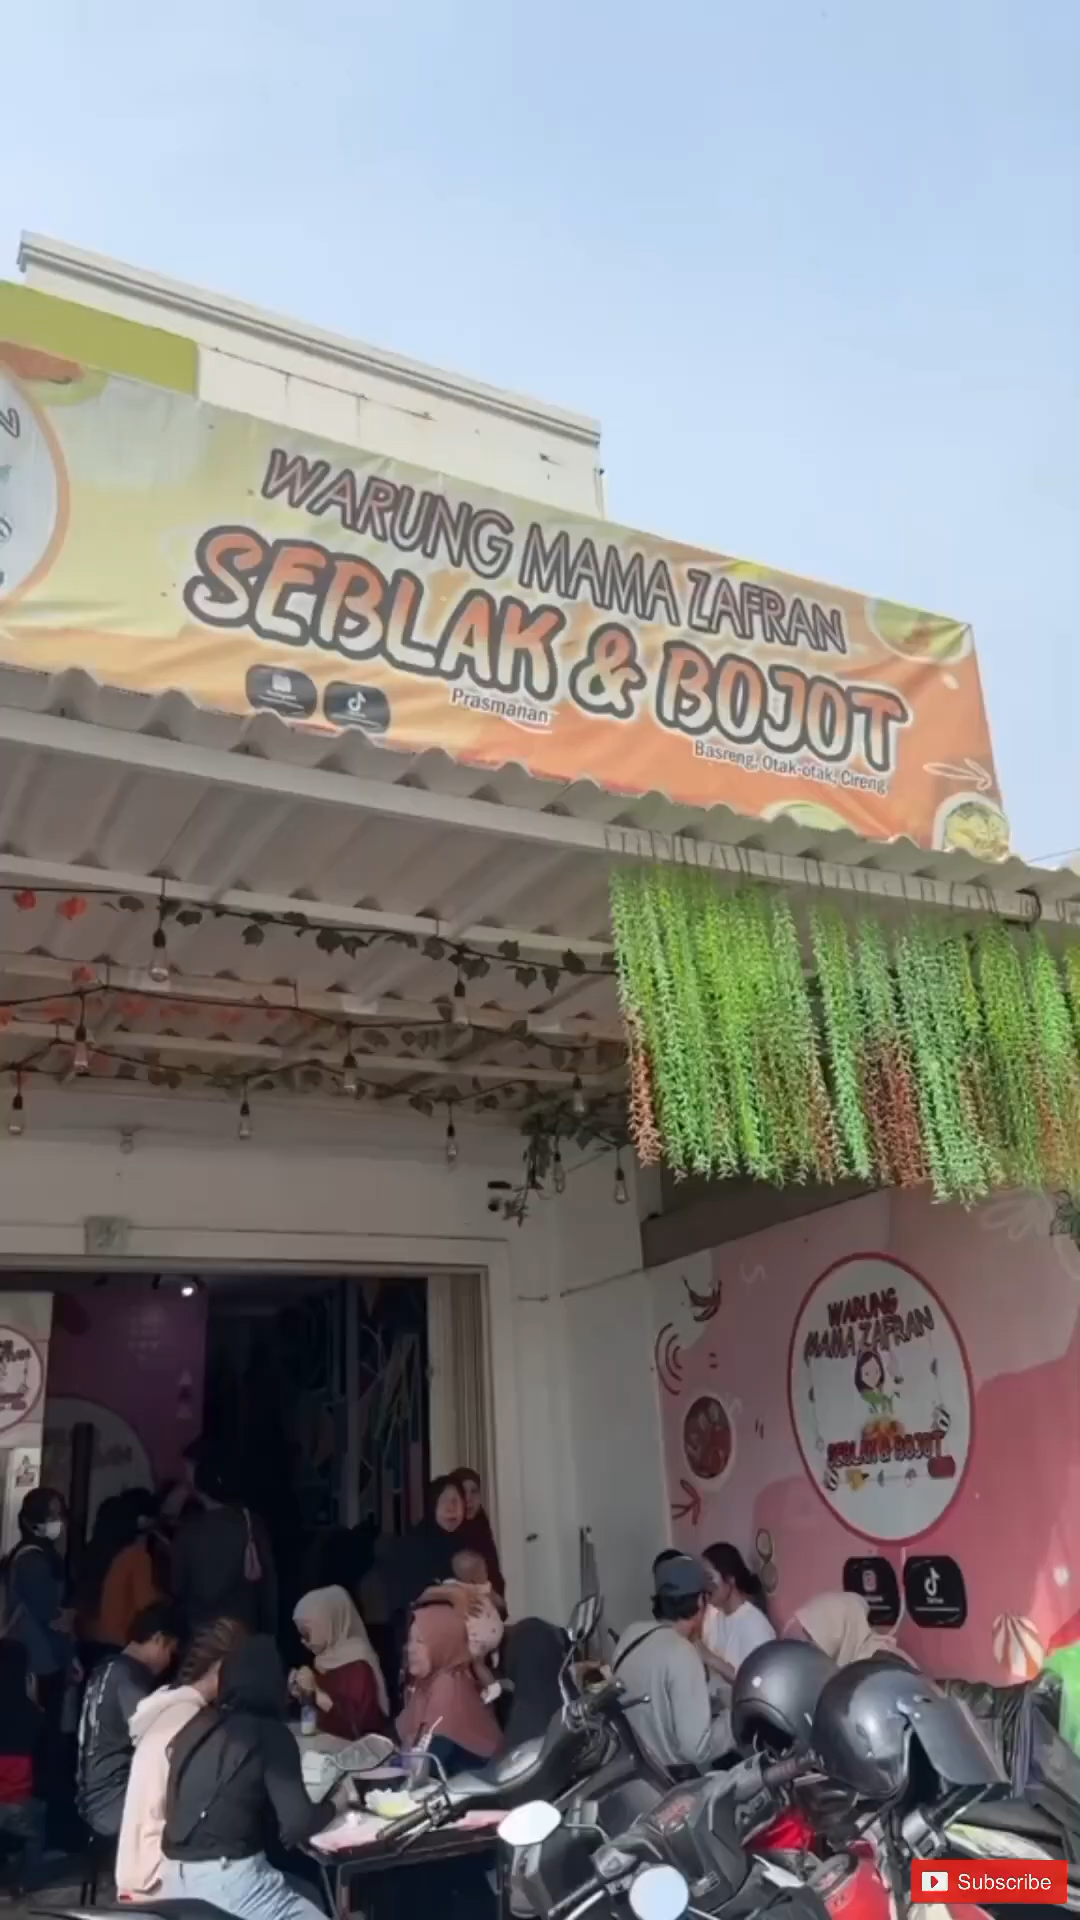 WARUNG MAMA ZAFRAN
SEBLAK & BOJOT
Prasmanan
Basreng, Otak-otak, Cireng
WARUNG
MAMA ZAFRAN
SEBLAK & BOJOT
Subscribe